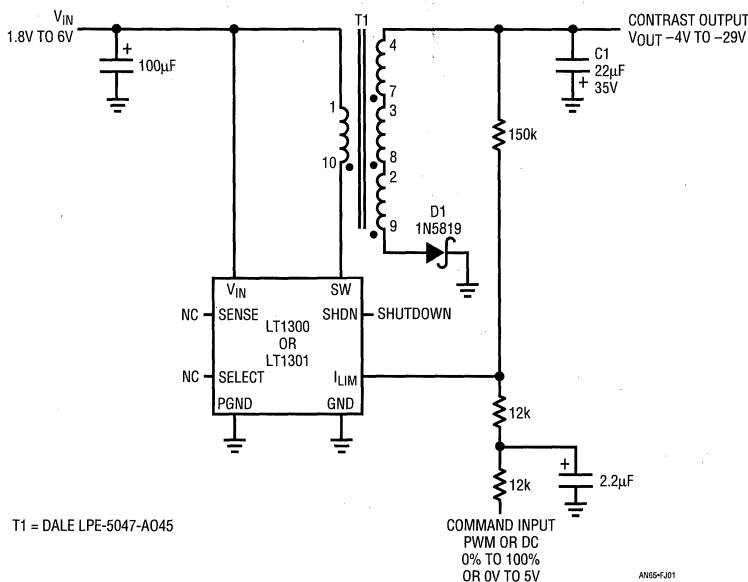 VIN
1.8V TO 6V
+
100µF
T1
4
7
3
8
2
9
1
10
CONTRAST OUTPUT
VOUT –4V TO –29V
C1
22µF
+
35V
150k
D1
1N5819
VIN
SW
NC
SENSE
SHDN
SHUTDOWN
LT1300
OR
LT1301
NC
SELECT
ILIM
PGND
GND
12k
+
2.2µF
12k
COMMAND INPUT
PWM OR DC
0% TO 100%
OR 0V TO 5V
T1 = DALE LPE-5047-AO45
AN65•FJ01